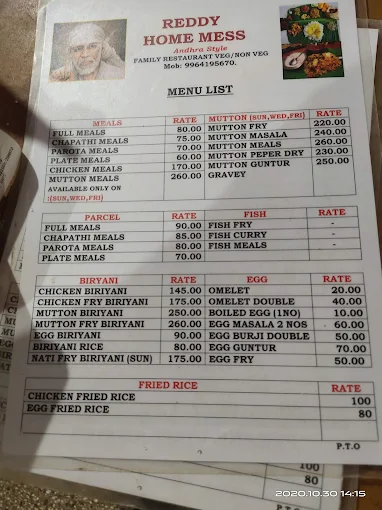 REDDY
HOME MESS
Andhra Style
FAMILY RESTAURANT VEG/NON VEG
Mob: 9964195670.
MENU LIST
MEALS RATE
FULL MEALS 80.00
CHAPATHI MEALS 75.00
PAROTA MEALS 70.00
PLATE MEALS 60.00
CHICKEN MEALS 170.00
MUTTON MEALS 260.00
AVAILABLE ONLY ON
:(SUN,WED,FRI)
MUTTON (SUN,WED,FRI) RATE
MUTTON FRY 220.00
MUTTON MASALA 240.00
MUTTON MEALS 260.00
MUTTON PEPER DRY 230.00
MUTTON GUNTUR 250.00
GRAVEY
PARCEL RATE
FULL MEALS 90.00
CHAPATHI MEALS 85.00
PAROTA MEALS 80.00
PLATE MEALS 70.00
FISH RATE
FISH FRY -
FISH CURRY -
FISH MEALS -
BIRYANI RATE
CHICKEN BIRIYANI 145.00
CHICKEN FRY BIRIYANI 175.00
MUTTON BIRIYANI 250.00
MUTTON FRY BIRIYANI 260.00
EGG BIRIYANI 90.00
BIRIYANI RICE 80.00
NATI FRY BIRIYANI (SUN) 175.00
EGG RATE
OMELET 20.00
OMELET DOUBLE 40.00
BOILED EGG (1NO) 10.00
EGG MASALA 2 NOS 60.00
EGG BURJI DOUBLE 50.00
EGG GUNTUR 70.00
EGG FRY 50.00
FRIED RICE RATE
CHICKEN FRIED RICE 100
EGG FRIED RICE 80
P.T.O
100
80
2020.10.30 14:15